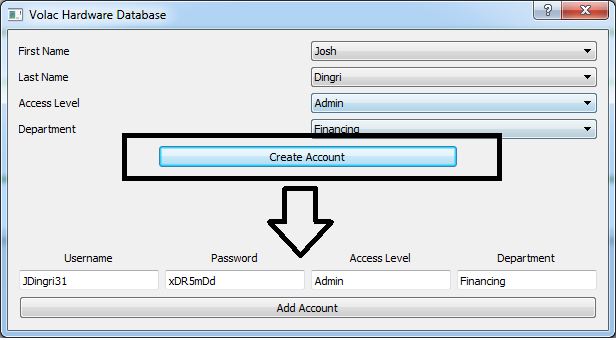 Volac Hardware Database
First Name Josh
Last Name Dingri
Access Level Admin
Department Financing
Create Account
Username Password Access Level Department
JDingri31 xDR5mDd Admin Financing
Add Account